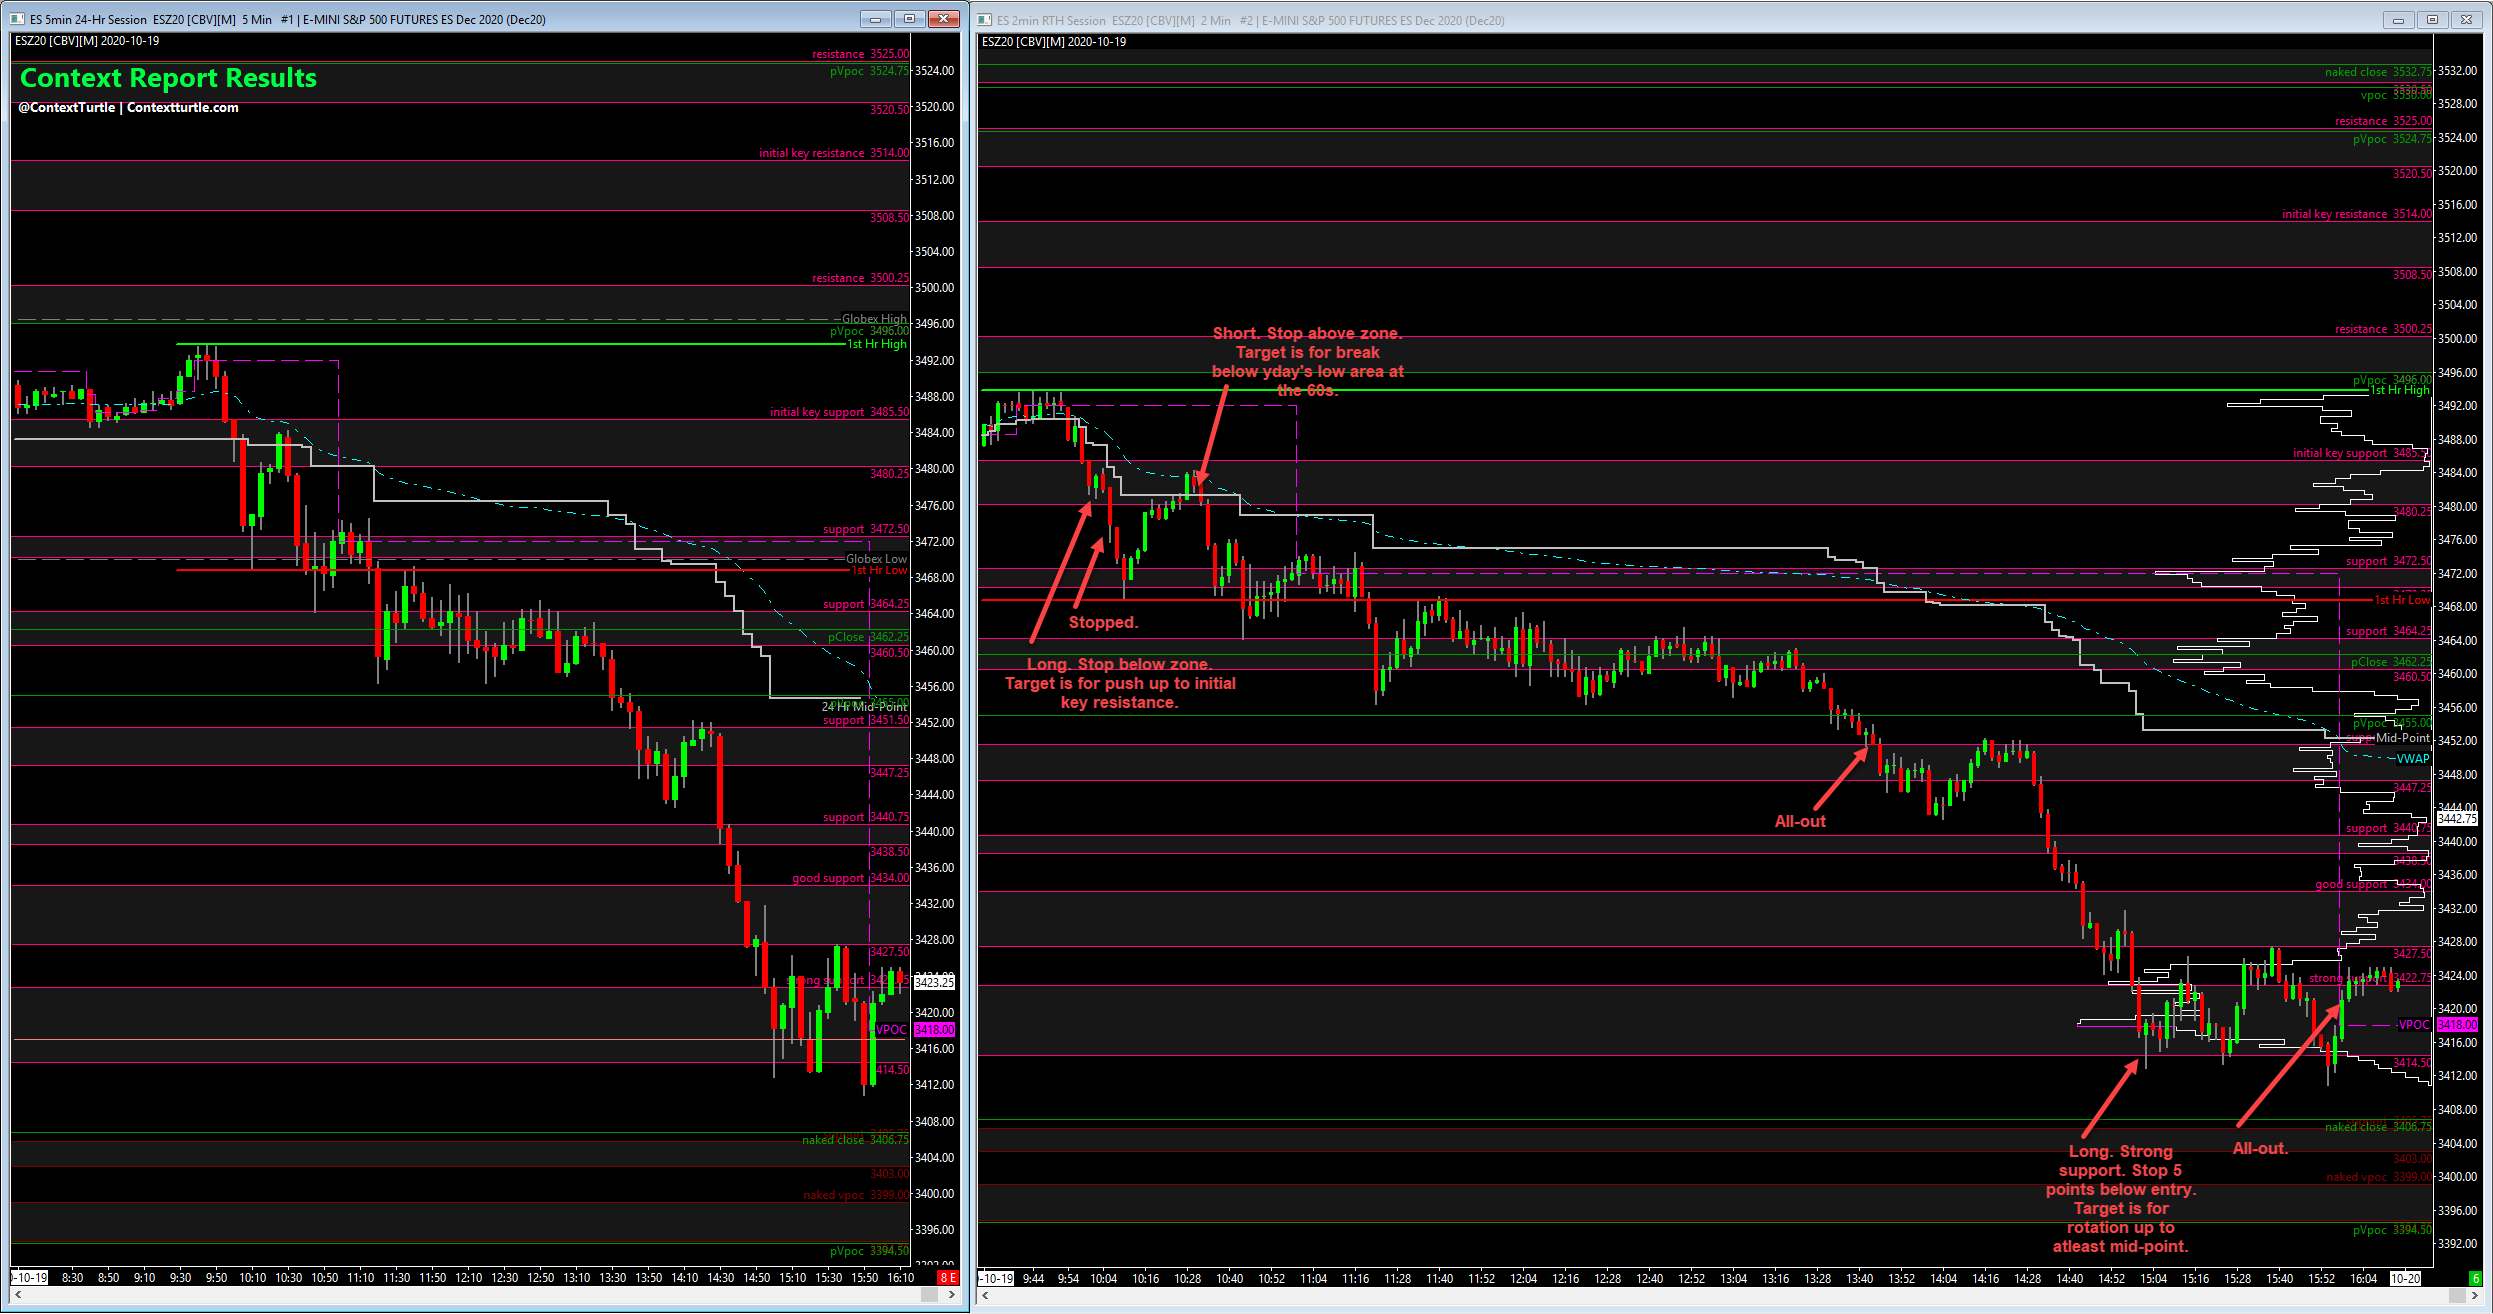 ES 5min 24-Hr Session ESZ20 [CBV][M] 5 Min #1 | E-MINI S&P 500 FUTURES ES Dec 2020 (Dec20)
ESZ20 [CBV][M] 2020-10-19
Context Report Results
@ContextTurtle | Contextturtle.com
resistance 3525.00
pVpoc 3524.75
3520.50
initial key resistance 3514.00
3508.50
resistance 3500.25
Globex High
pVpoc 3496.00
1st Hr High
initial key support 3485.50
3480.25
support 3472.50
Globex Low
1st Hr Low
support 3464.25
pClose 3462.25
3460.50
24 Hr Mid-Point
support 3451.50
3447.25
support 3440.75
3438.50
good support 3434.00
3427.50
VPOC
3414.50
naked close 3406.75
3403.00
naked vpoc 3399.00
pVpoc 3394.50
3524.00
3520.00
3516.00
3512.00
3508.00
3504.00
3500.00
3496.00
3492.00
3488.00
3484.00
3480.00
3476.00
3472.00
3468.00
3464.00
3460.00
3456.00
3452.00
3448.00
3444.00
3440.00
3436.00
3432.00
3428.00
3423.25
3420.00
3418.00
3416.00
3412.00
3408.00
3404.00
3400.00
3396.00
-10-19 8:30 8:50 9:10 9:30 9:50 10:10 10:30 10:50 11:10 11:30 11:50 12:10 12:30 12:50 13:10 13:30 13:50 14:10 14:30 14:50 15:10 15:30 15:50 16:10 8 E
ES 2min RTH Session ESZ20 [CBV][M] 2 Min #2 | E-MINI S&P 500 FUTURES ES Dec 2020 (Dec20)
ESZ20 [CBV][M] 2020-10-19
naked close 3532.75
vpoc 3530.00
resistance 3525.00
pVpoc 3524.75
3520.50
initial key resistance 3514.00
3508.50
resistance 3500.25
pVpoc 3496.00
1st Hr High
initial key support
3480.25
support 3472.50
1st Hr Low
support 3464.25
pClose 3462.25
3460.50
pVpoc 3455.00
Mid-Point
VWAP
3447.25
support 3440.75
good support 3434.00
3427.50
strong support 3422.75
VPOC
3414.50
naked close 3406.75
3403.00
naked vpoc 3399.00
pVpoc 3394.50
Short. Stop above zone.
Target is for break
below yday's low area at
the 60s.
Stopped.
Long. Stop below zone.
Target is for push up to initial
key resistance.
All-out
Long. Strong
support. Stop 5
points below entry.
Target is for
rotation up to
atleast mid-point.
All-out.
3532.00
3528.00
3524.00
3520.00
3516.00
3512.00
3508.00
3504.00
3500.00
3496.00
3492.00
3488.00
3484.00
3480.00
3476.00
3472.00
3468.00
3464.00
3460.00
3456.00
3452.00
3448.00
3444.00
3442.75
3440.00
3436.00
3432.00
3428.00
3424.00
3420.00
3418.00
3416.00
3412.00
3408.00
3404.00
3400.00
3396.00
3392.00
-10-19 9:44 9:54 10:04 10:16 10:28 10:40 10:52 11:04 11:16 11:28 11:40 11:52 12:04 12:16 12:28 12:40 12:52 13:04 13:16 13:28 13:40 13:52 14:04 14:16 14:28 14:40 14:52 15:04 15:16 15:28 15:40 15:52 16:04 10-20 6